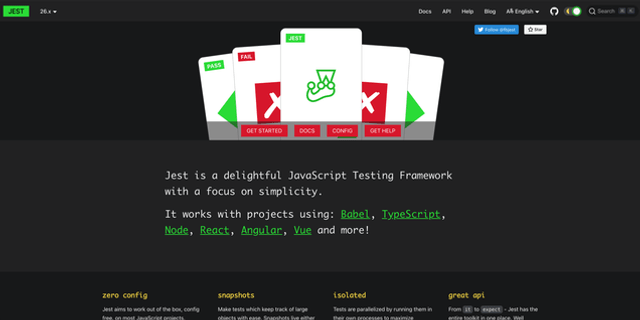 JEST 26.x Docs API Help Blog English Search
Follow @fbjest Star
JEST
FAIL
PASS
GET STARTED DOCS CONFIG GET HELP
Jest is a delightful JavaScript Testing Framework
with a focus on simplicity.
It works with projects using: Babel, TypeScript,
Node, React, Angular, Vue and more!
zero config
Jest aims to work out of the box, config
free, on most JavaScript projects.
snapshots
Make tests which keep track of large
objects with ease. Snapshots live either
isolated
Tests are parallelized by running them in
their own processes to maximize
great api
From it to expect - Jest has the
entire toolkit in one place. Well